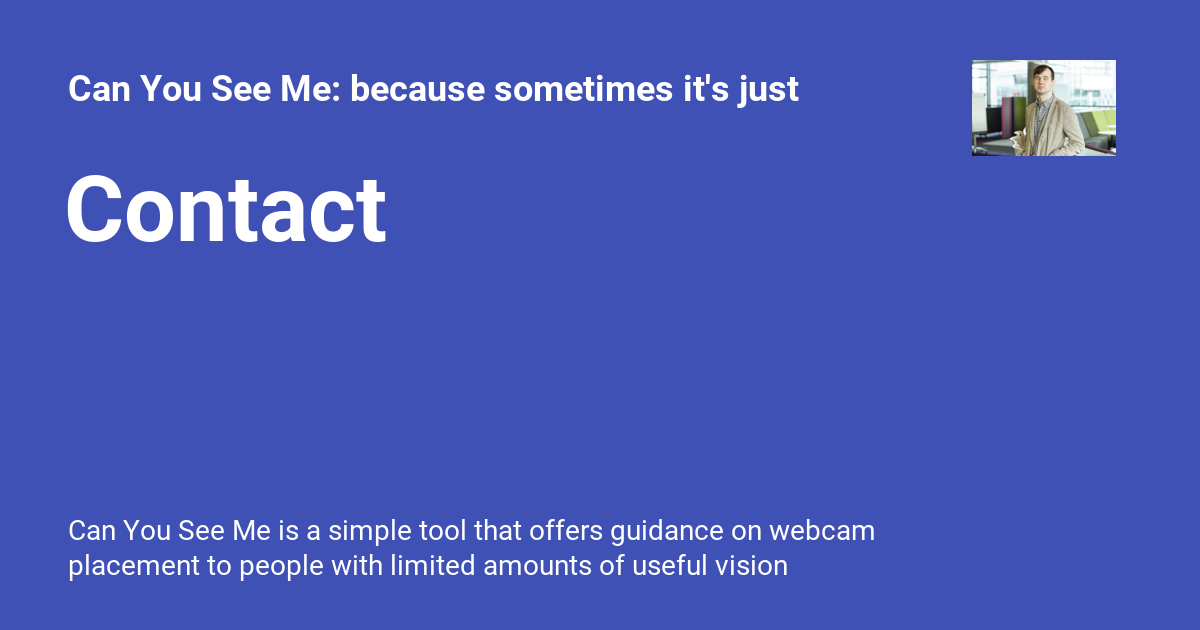 Can You See Me: because sometimes it's just
Contact
Can You See Me is a simple tool that offers guidance on webcam
placement to people with limited amounts of useful vision